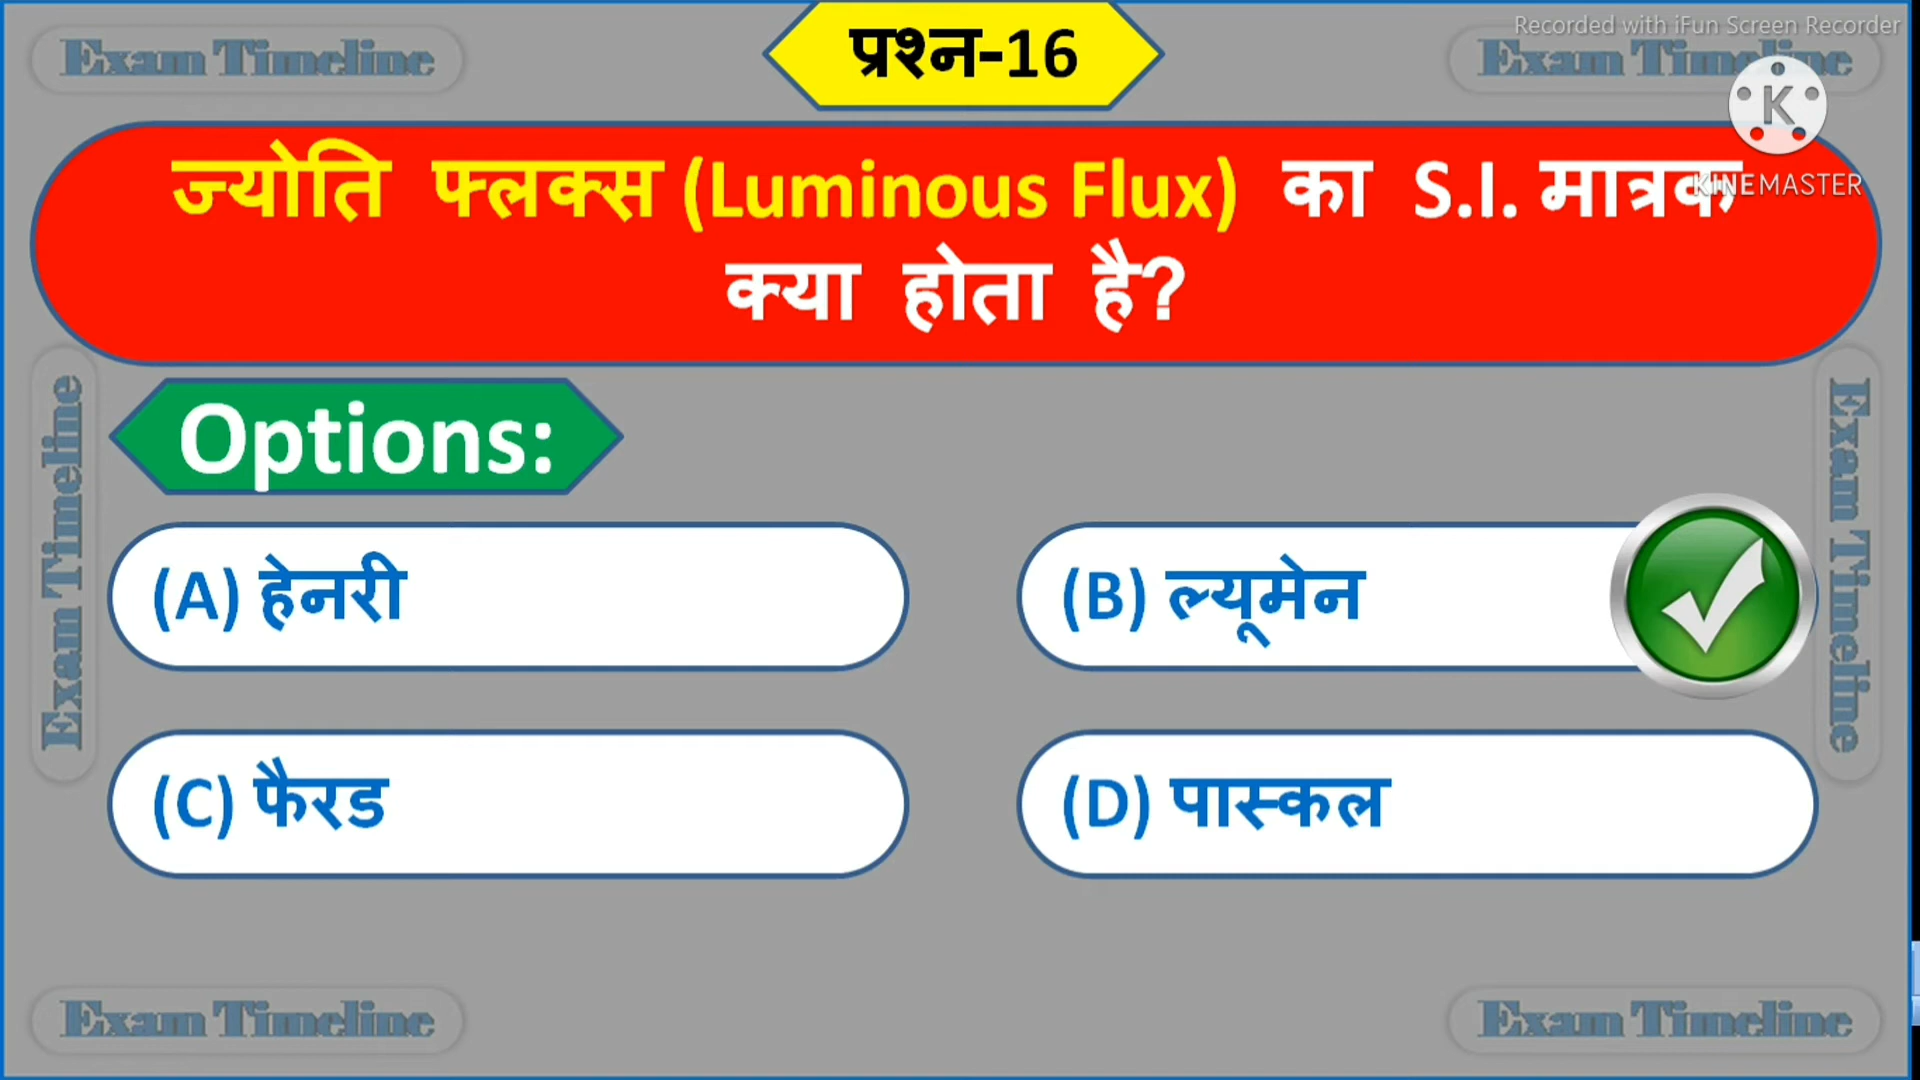 Recorded with iFun Screen Recorder
Exam Timeline
प्रश्न-16
Exam Timeline
K
KINEMASTER
ज्योति फ्लक्स (Luminous Flux) का S.I. मात्रक
क्या होता है?
Exam Timeline
Exam Timeline
Options:
(A) हेनरी
(B) ल्यूमेन
(C) फैरड
(D) पास्कल
Exam Timeline
Exam Timeline